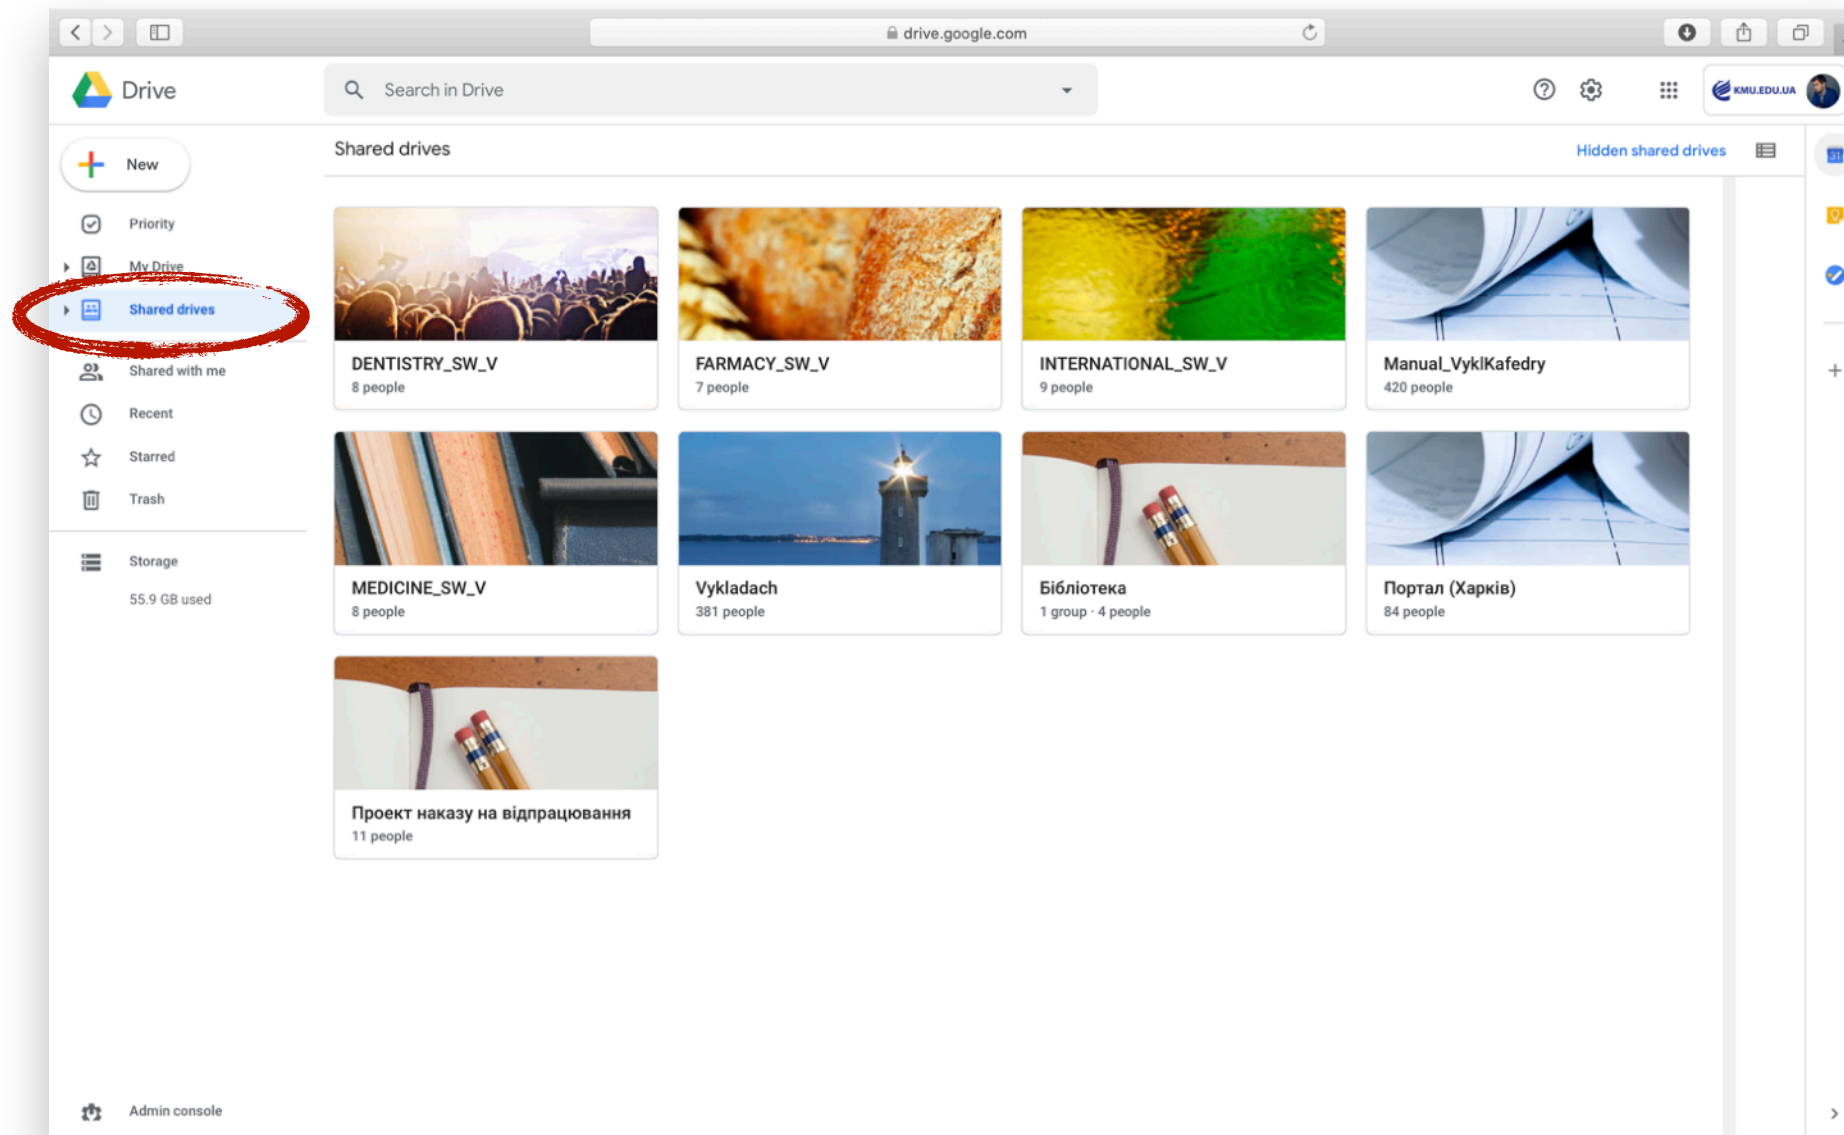 drive.google.com
Drive
Search in Drive
KMU.EDU.UA
New
Shared drives
Hidden shared drives
31
Priority
My Drive
Shared drives
Shared with me
Recent
Starred
Trash
Storage
55.9 GB used
Admin console
DENTISTRY_SW_V
8 people
FARMACY_SW_V
7 people
INTERNATIONAL_SW_V
9 people
Manual_VyklKafedry
420 people
MEDICINE_SW_V
8 people
Vykladach
381 people
Бібліотека
1 group · 4 people
Портал (Харків)
84 people
Проект наказу на відпрацювання
11 people